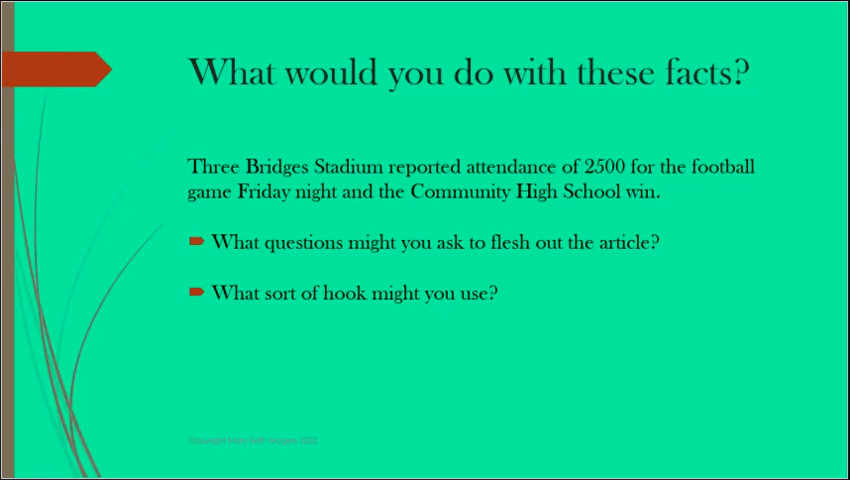 What would you do with these facts?
Three Bridges Stadium reported attendance of 2500 for the football
game Friday night and the Community High School win.
What questions might you ask to flesh out the article?
What sort of hook might you use?
Copyright